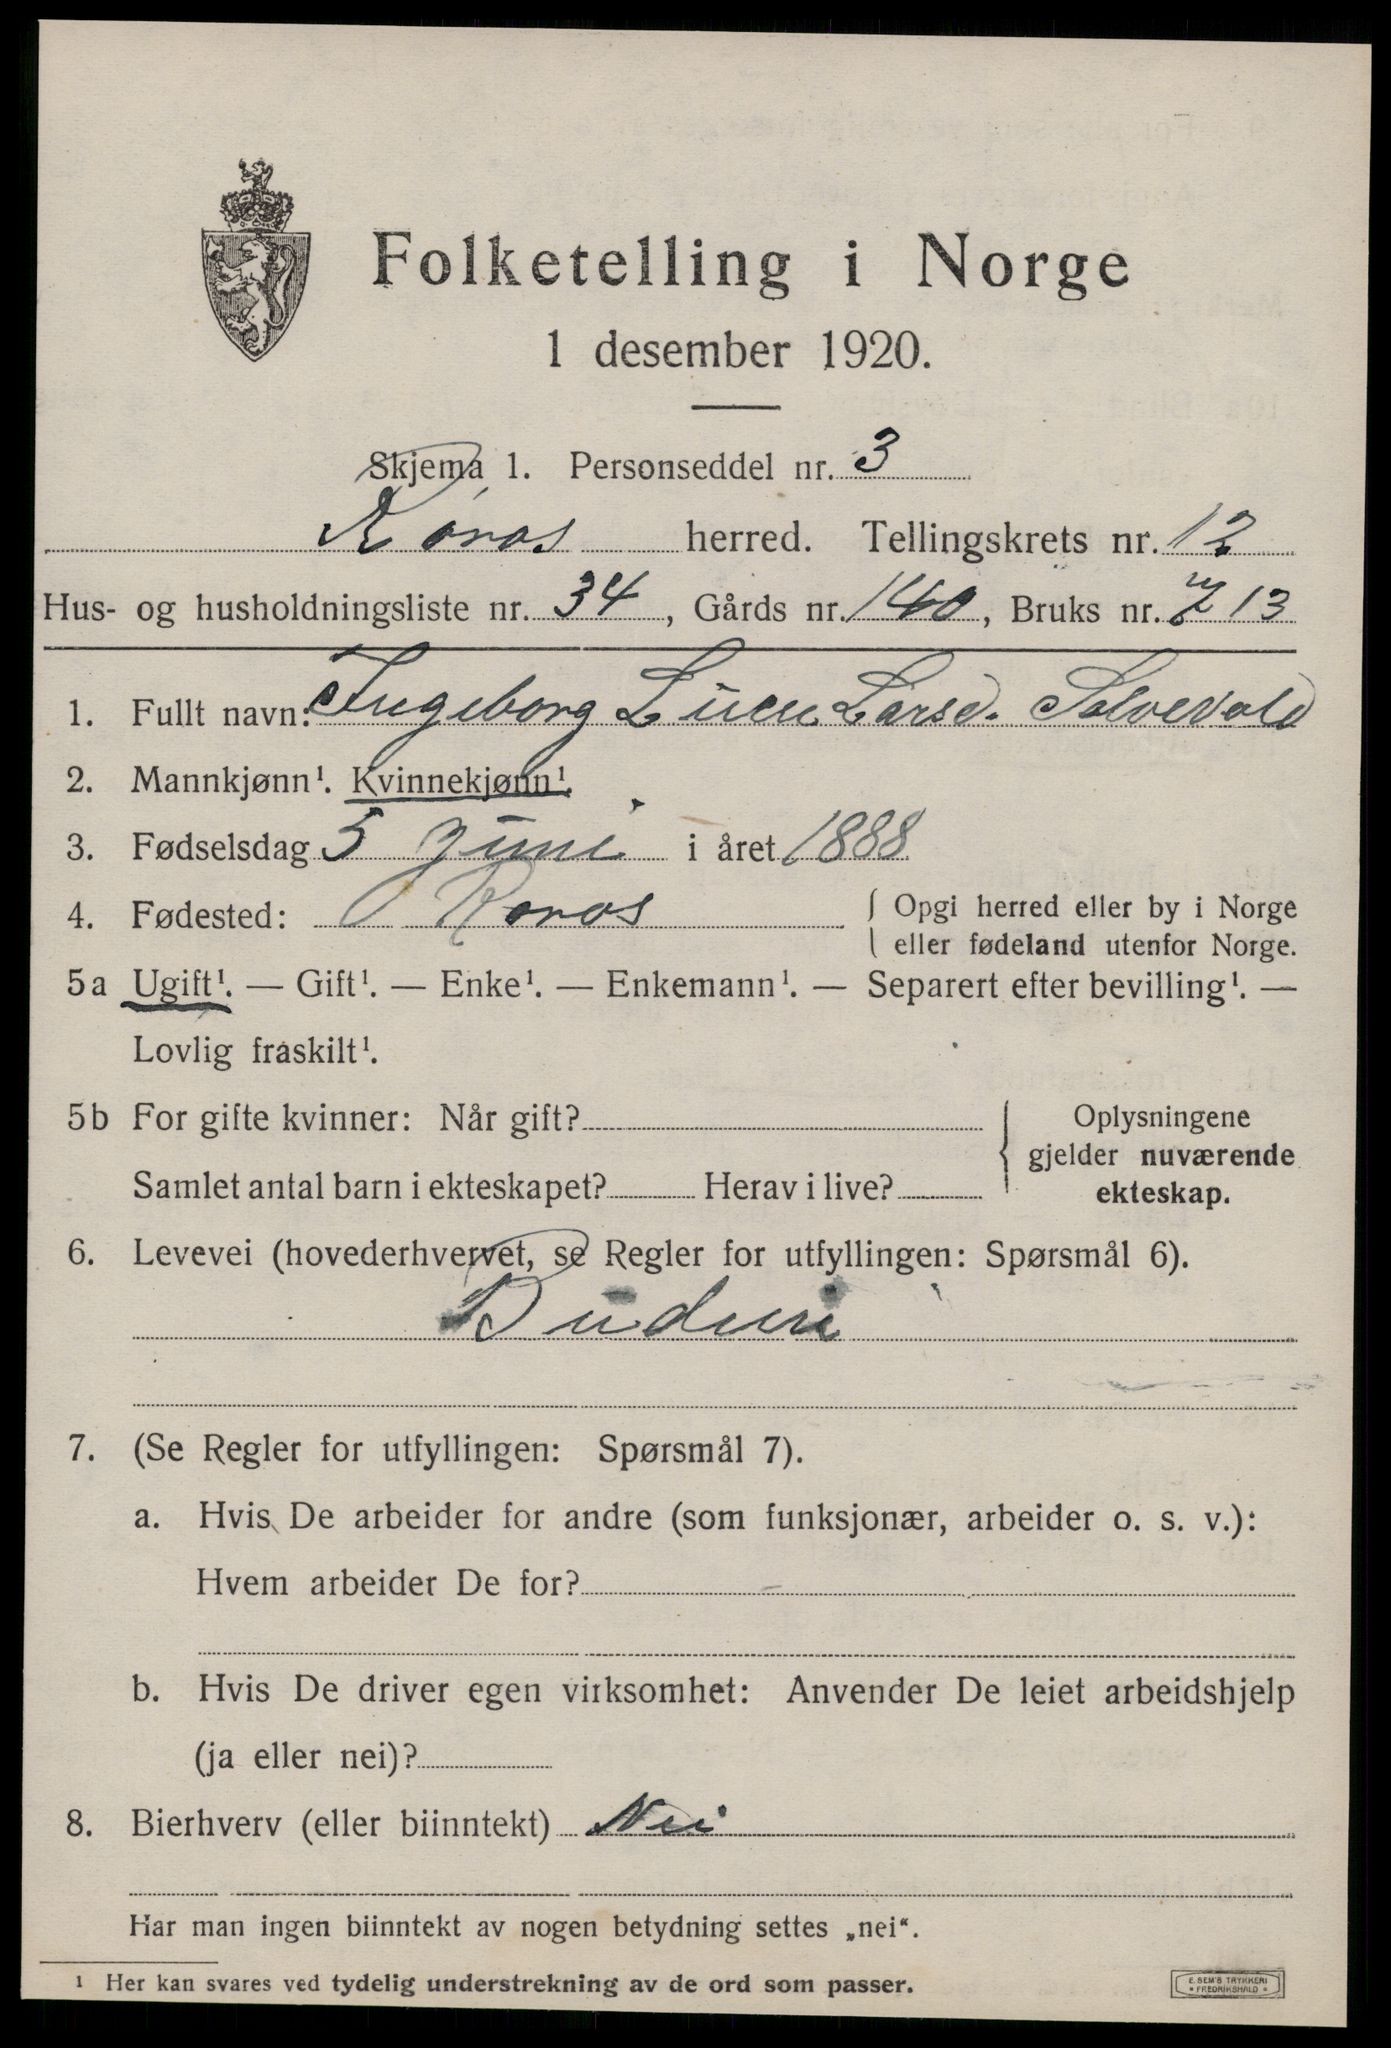 Folketelling i Norge
1 desember 1920.
Skjema 1. Personseddel nr. 3
Røros herred. Tellingskrets nr. 12
Hus- og husholdningsliste nr. 34, Gårds nr. 140, Bruks nr. 13
1. Fullt navn: Ingeborg Larsd.
2. Mannkjønn¹. Kvinnekjønn¹.
3. Fødselsdag 5 Juni i året 1888
4. Fødested: Røros { Opgi herred eller by i Norge
eller fødeland utenfor Norge.
5a Ugift¹. — Gift¹. — Enke¹. — Enkemann¹. — Separert efter bevilling¹. —
Lovlig fraskilt¹.
5b For gifte kvinner: Når gift? { Oplysningene
gjelder nuværende
Samlet antal barn i ekteskapet? Herav i live? ekteskap.
6. Levevei (hovederhvervet, se Regler for utfyllingen: Spørsmål 6).
7. (Se Regler for utfyllingen: Spørsmål 7).
a. Hvis De arbeider for andre (som funksjonær, arbeider o. s. v.):
Hvem arbeider De for?
b. Hvis De driver egen virksomhet: Anvender De leiet arbeidshjelp
(ja eller nei)?
8. Bierhverv (eller biinntekt) Nei
Har man ingen biinntekt av nogen betydning settes „nei“.
¹ Her kan svares ved tydelig understrekning av de ord som passer.
E. SEM'S TRYKKERI
* FREDRIKSHALD *